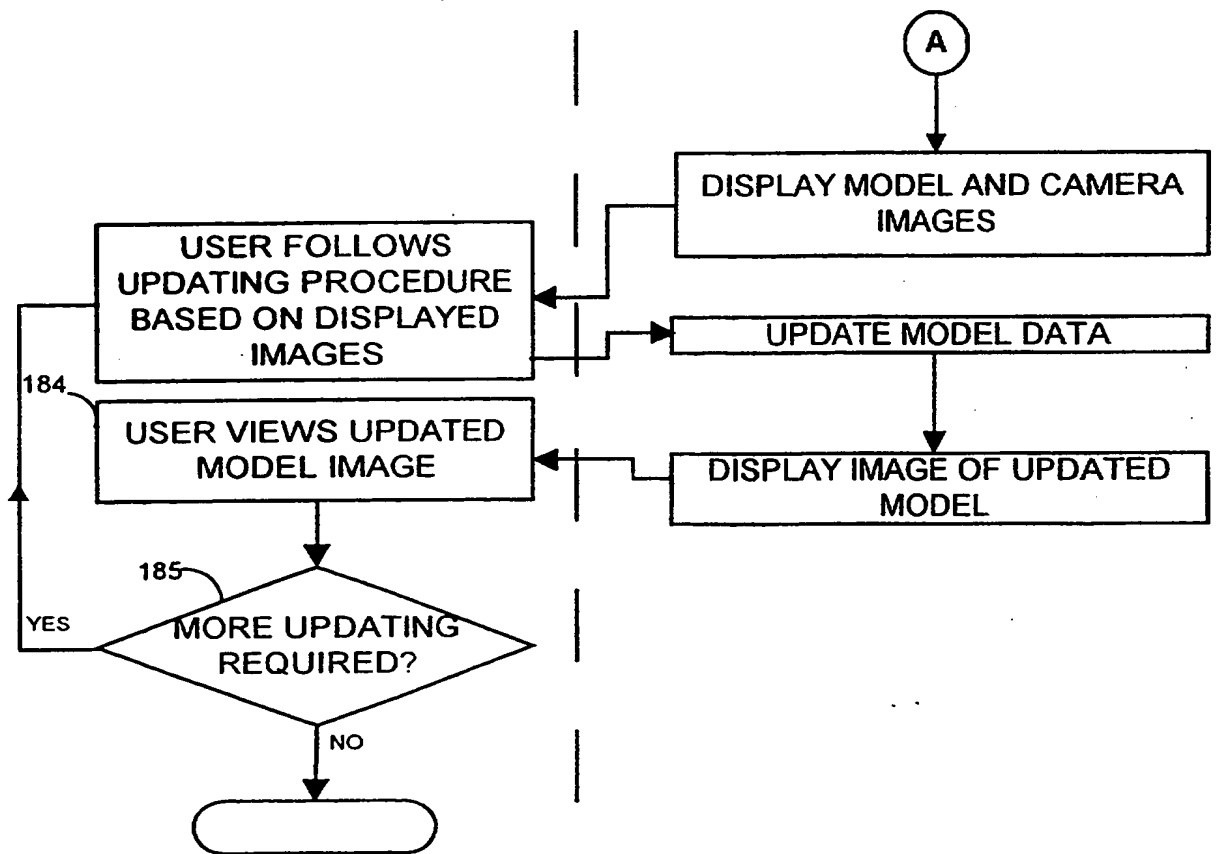 A
DISPLAY MODEL AND CAMERA
IMAGES
USER FOLLOWS
UPDATING PROCEDURE
BASED ON DISPLAYED
IMAGES
UPDATE MODEL DATA
184
USER VIEWS UPDATED
MODEL IMAGE
DISPLAY IMAGE OF UPDATED
MODEL
185
YES
MORE UPDATING
REQUIRED?
NO